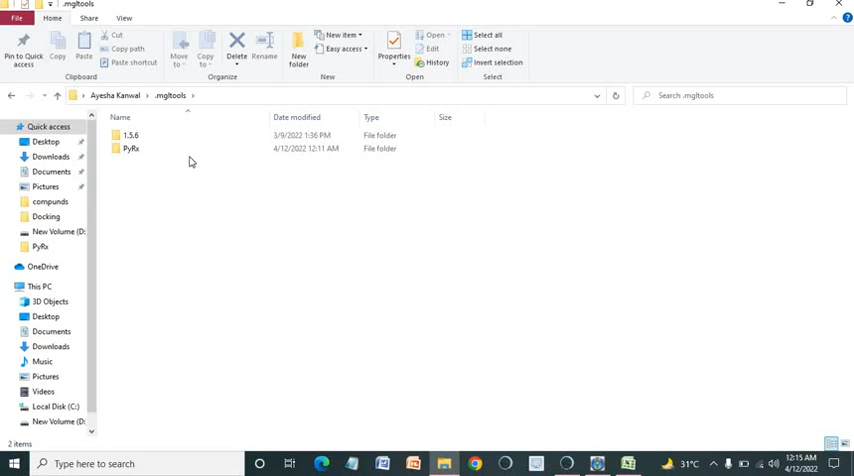 .mgltools
File
Home
Share
View
Pin to Quick access
Copy
Paste
Cut
Copy path
Paste shortcut
Clipboard
Move to
Copy to
Delete
Rename
Organize
New folder
New item
Easy access
New
Properties
Open
Edit
History
Open
Select all
Select none
Invert selection
Select
Ayesha Kanwal > .mgltools >
Search .mgltools
Name Date modified Type Size
1.5.6 3/9/2022 1:36 PM File folder
PyRx 4/12/2022 12:11 AM File folder
Quick access
Desktop
Downloads
Documents
Pictures
compunds
Docking
New Volume (D:
PyRx
OneDrive
This PC
3D Objects
Desktop
Documents
Downloads
Music
Pictures
Videos
Local Disk (C:)
New Volume (D:
2 items
Type here to search
31°C
12:15 AM
4/12/2022